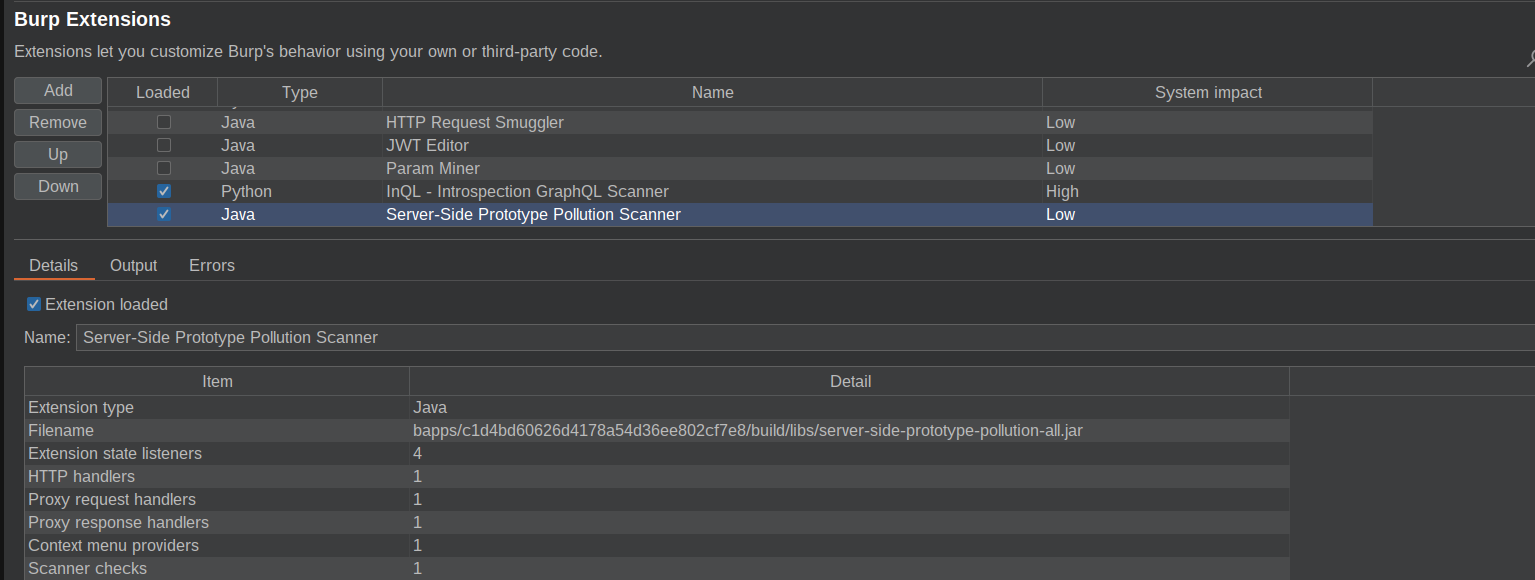 Burp Extensions
Extensions let you customize Burp's behavior using your own or third-party code.
Add
Remove
Up
Down
Loaded Type Name System impact
Java HTTP Request Smuggler Low
Java JWT Editor Low
Java Param Miner Low
Python InQL - Introspection GraphQL Scanner High
Java Server-Side Prototype Pollution Scanner Low
Details Output Errors
Extension loaded
Name: Server-Side Prototype Pollution Scanner
Item Detail
Extension type Java
Filename bapps/c1d4bd60626d4178a54d36ee802cf7e8/build/libs/server-side-prototype-pollution-all.jar
Extension state listeners 4
HTTP handlers 1
Proxy request handlers 1
Proxy response handlers 1
Context menu providers 1
Scanner checks 1